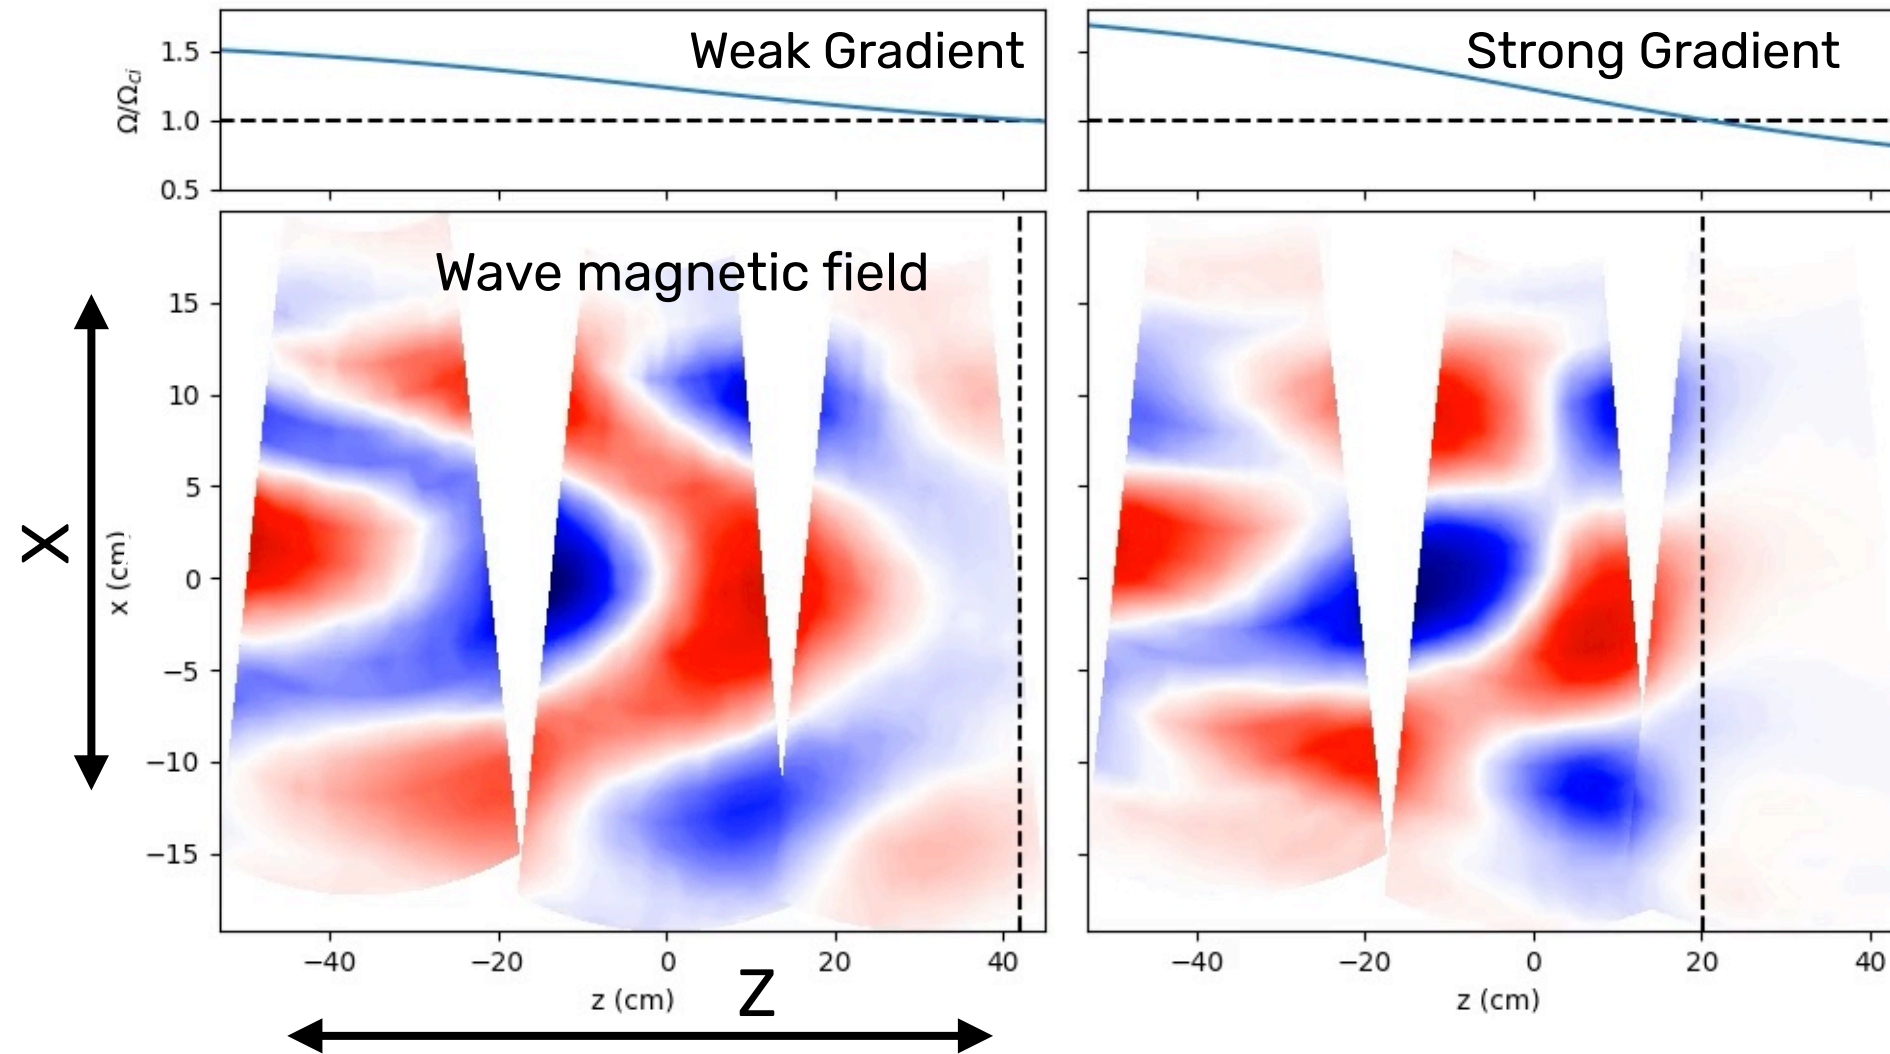 Weak Gradient
Strong Gradient
Ω/Ωci
1.5
1.0
0.5
Wave magnetic field
X
x (cm)
15
10
5
0
−5
−10
−15
−40 −20 0 20 40
z (cm)
Z
−40 −20 0 20 40
z (cm)